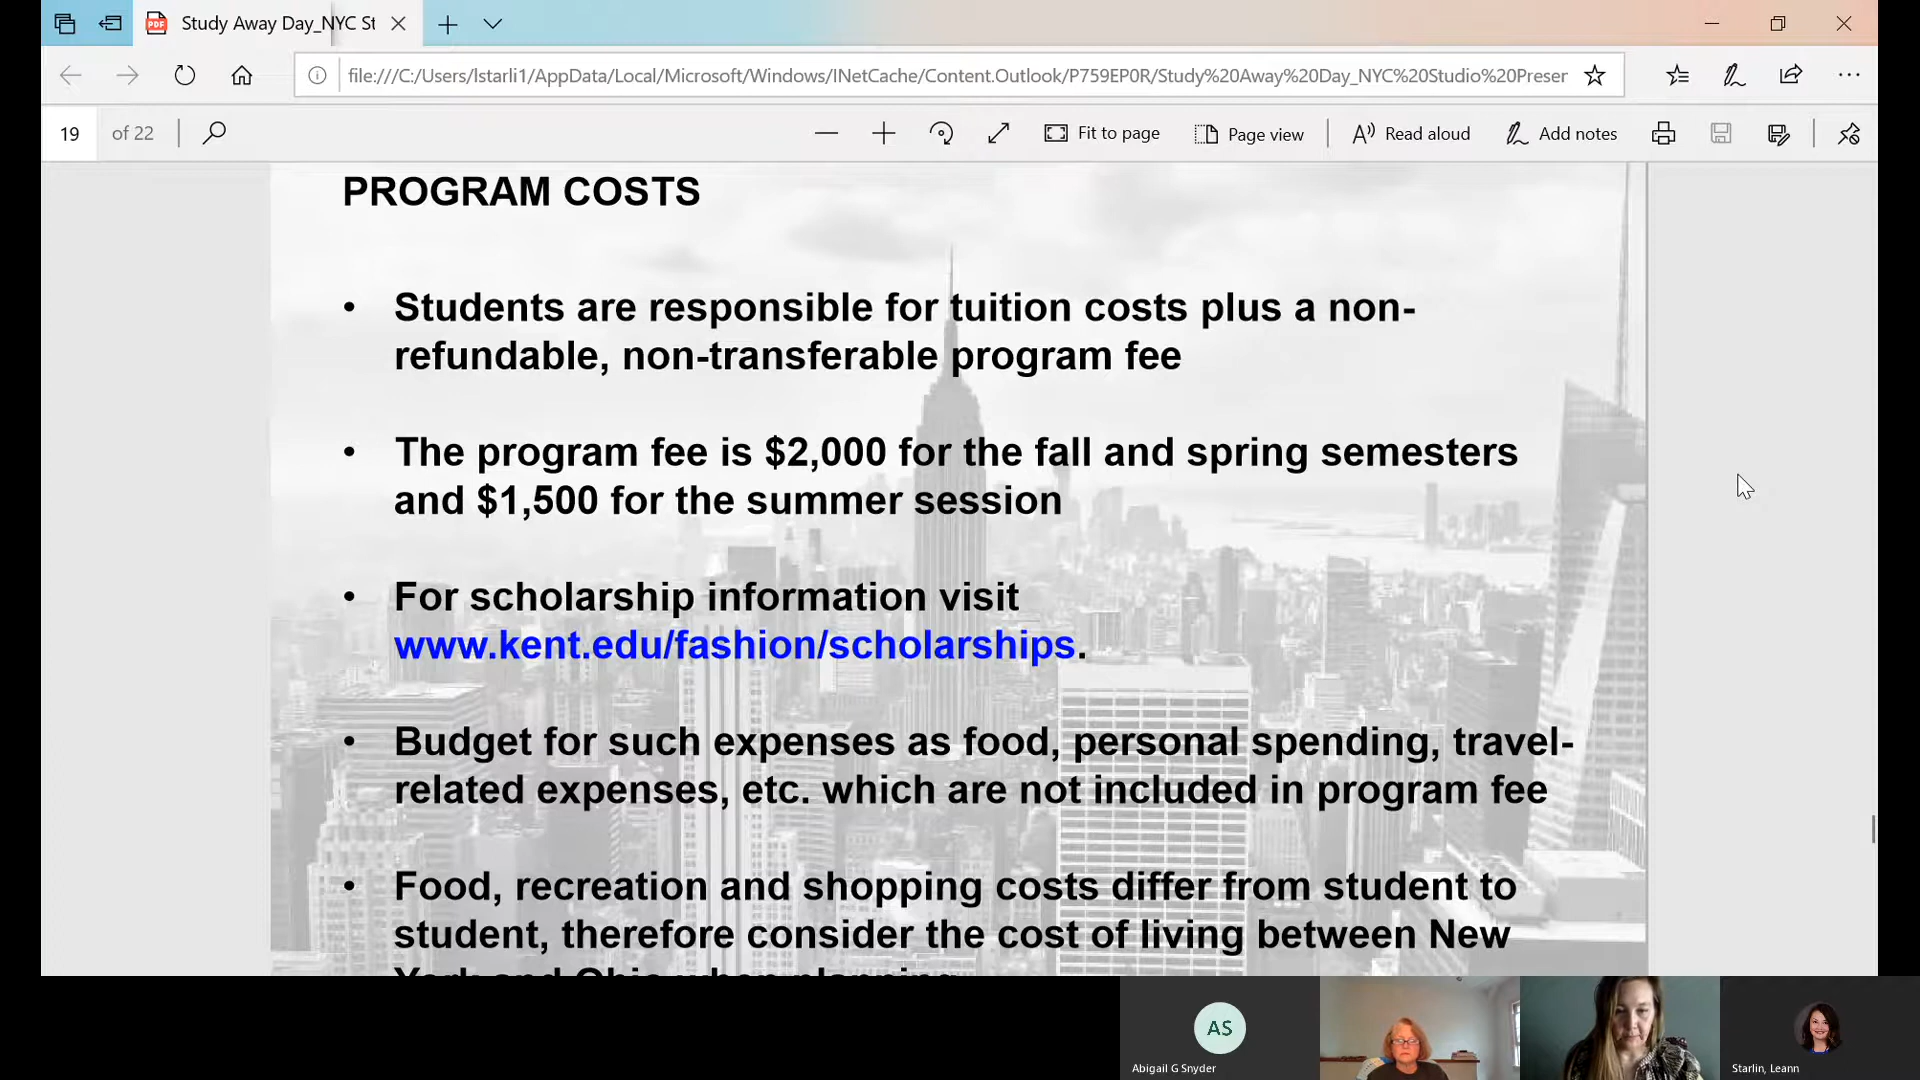 Study Away Day_NYC St
file:///C:/Users/lstarli1/AppData/Local/Microsoft/Windows/INetCache/Content.Outlook/P759EP0R/Study%20Away%20Day_NYC%20Studio%20Preser
19 of 22
Fit to page
Page view
Read aloud
Add notes
PROGRAM COSTS
• Students are responsible for tuition costs plus a non-
refundable, non-transferable program fee
• The program fee is $2,000 for the fall and spring semesters
and $1,500 for the summer session
• For scholarship information visit
www.kent.edu/fashion/scholarships.
• Budget for such expenses as food, personal spending, travel-
related expenses, etc. which are not included in program fee
• Food, recreation and shopping costs differ from student to
student, therefore consider the cost of living between New
York and Ohio when planning
AS
Abigail G Snyder
Starlin, Leann